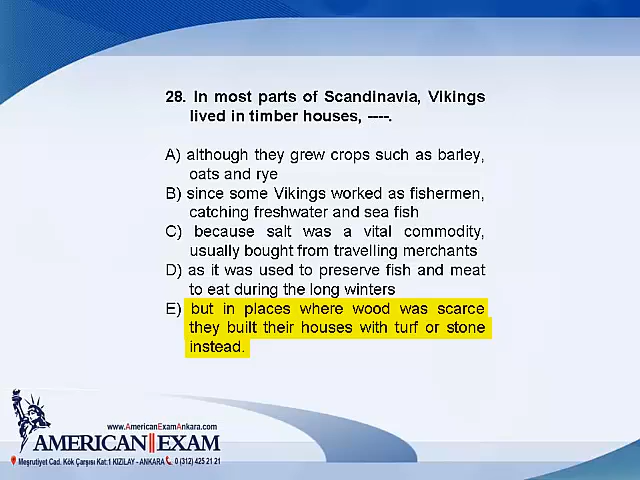 28. In most parts of Scandinavia, Vikings
lived in timber houses, ----.
A) although they grew crops such as barley,
oats and rye
B) since some Vikings worked as fishermen,
catching freshwater and sea fish
C) because salt was a vital commodity,
usually bought from travelling merchants
D) as it was used to preserve fish and meat
to eat during the long winters
E) but in places where wood was scarce
they built their houses with turf or stone
instead.
www.AmericanExamAnkara.com
AMERICAN EXAM
Meşrutiyet Cad. Kök Çarşısı Kat:1 KIZILAY - ANKARA 0 (312) 425 21 21